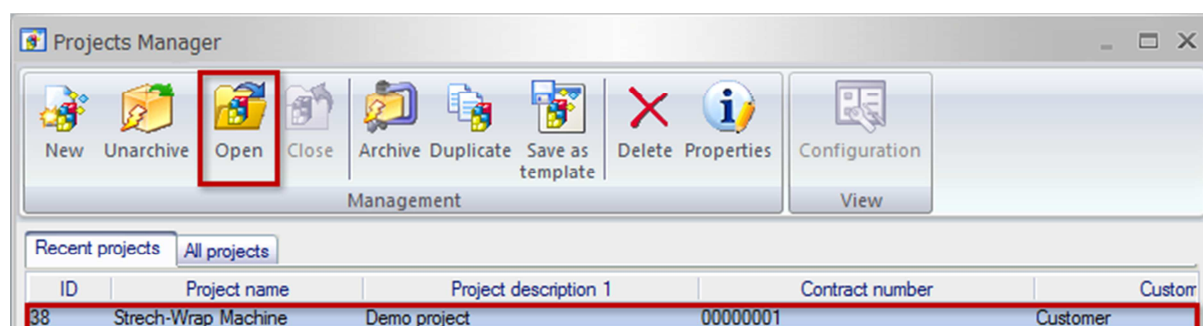 Projects Manager
New Unarchive Open Close Archive Duplicate Save as template Delete Properties Configuration
Management View
Recent projects All projects
ID Project name Project description 1 Contract number Custom
38 Strech-Wrap Machine Demo project 00000001 Customer